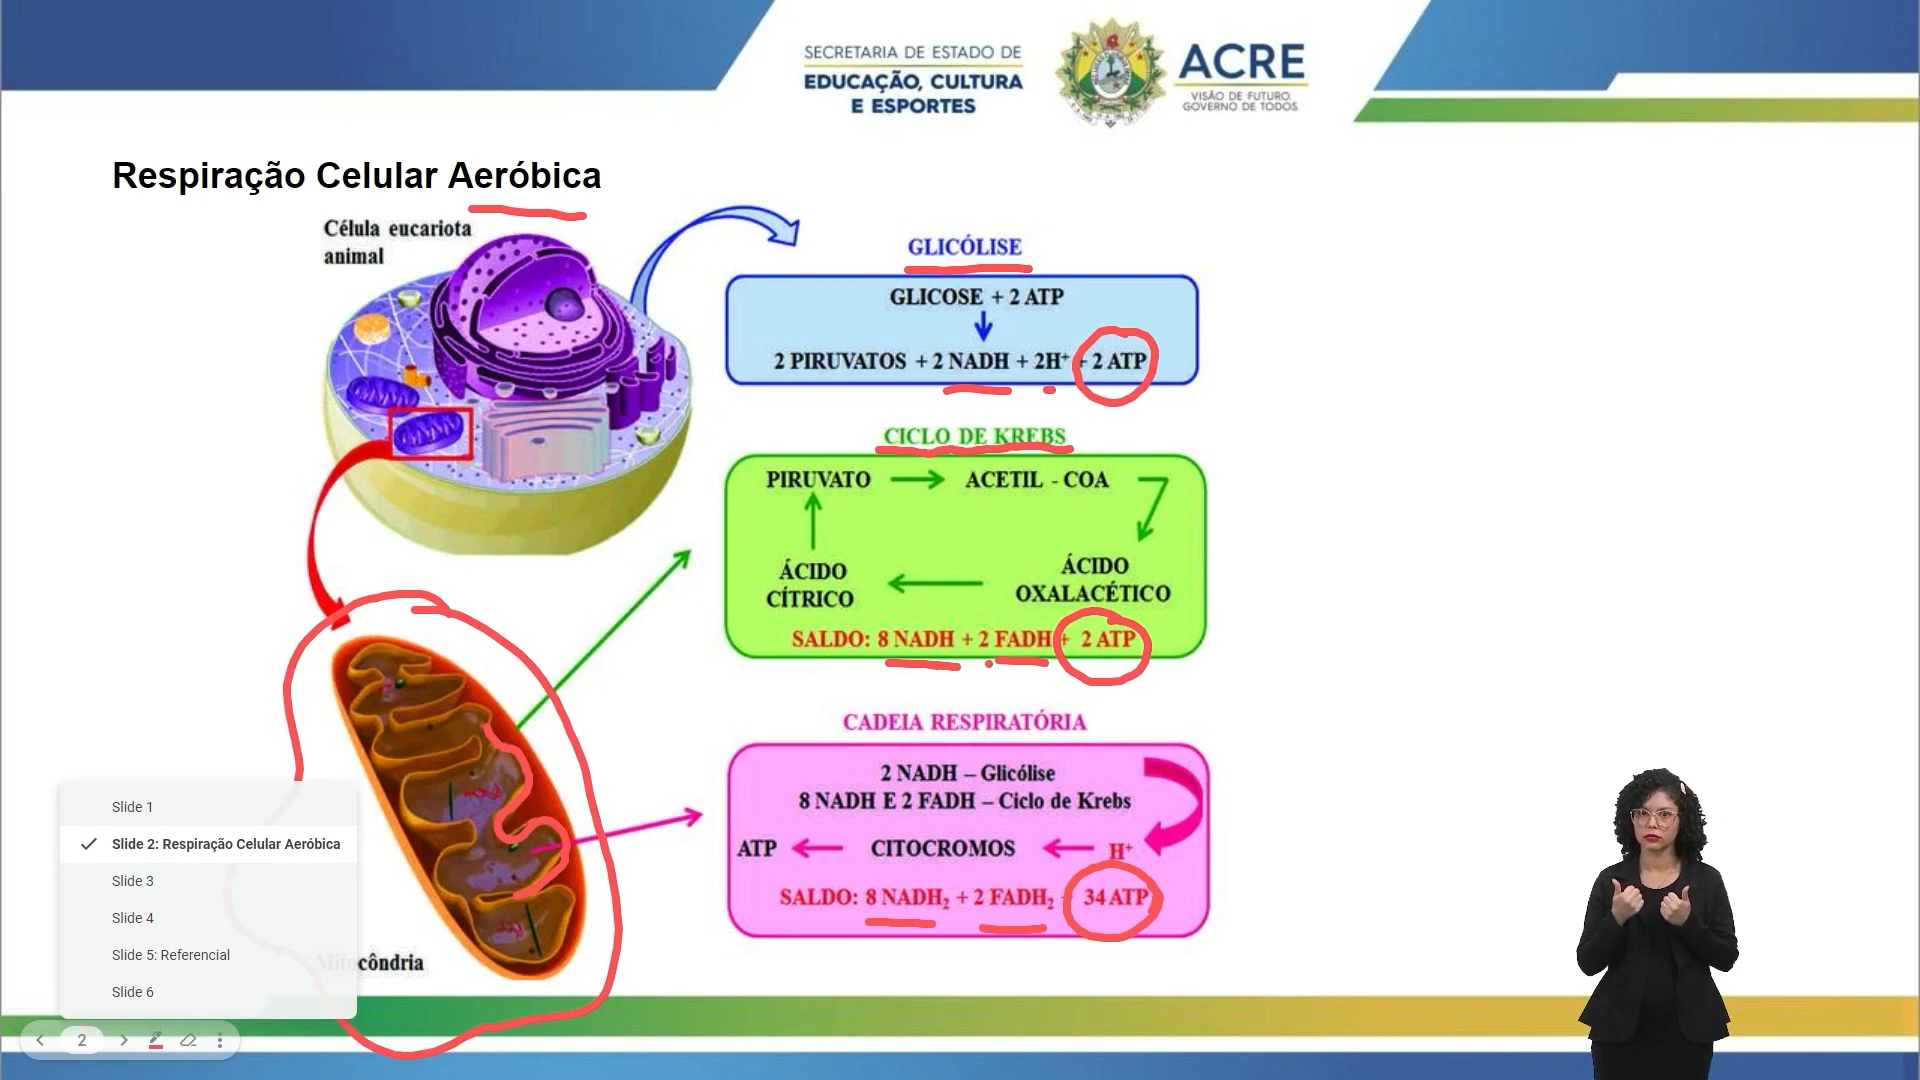 SECRETARIA DE ESTADO DE
EDUCAÇÃO, CULTURA
E ESPORTES
ACRE
VISÃO DE FUTURO.
GOVERNO DE TODOS.
Respiração Celular Aeróbica
Célula eucariota
animal
GLICÓLISE
GLICOSE + 2 ATP
2 PIRUVATOS + 2 NADH + 2H⁺ + 2 ATP
CICLO DE KREBS
PIRUVATO
ACETIL - COA
ÁCIDO
CÍTRICO
ÁCIDO
OXALACÉTICO
SALDO: 8 NADH + 2 FADH + 2 ATP
CADEIA RESPIRATÓRIA
2 NADH – Glicólise
8 NADH E 2 FADH – Ciclo de Krebs
ATP
CITOCROMOS
H⁺
SALDO: 8 NADH₂ + 2 FADH₂ + 34 ATP
Mitocôndria
Slide 1
Slide 2: Respiração Celular Aeróbica
Slide 3
Slide 4
Slide 5: Referencial
Slide 6
2